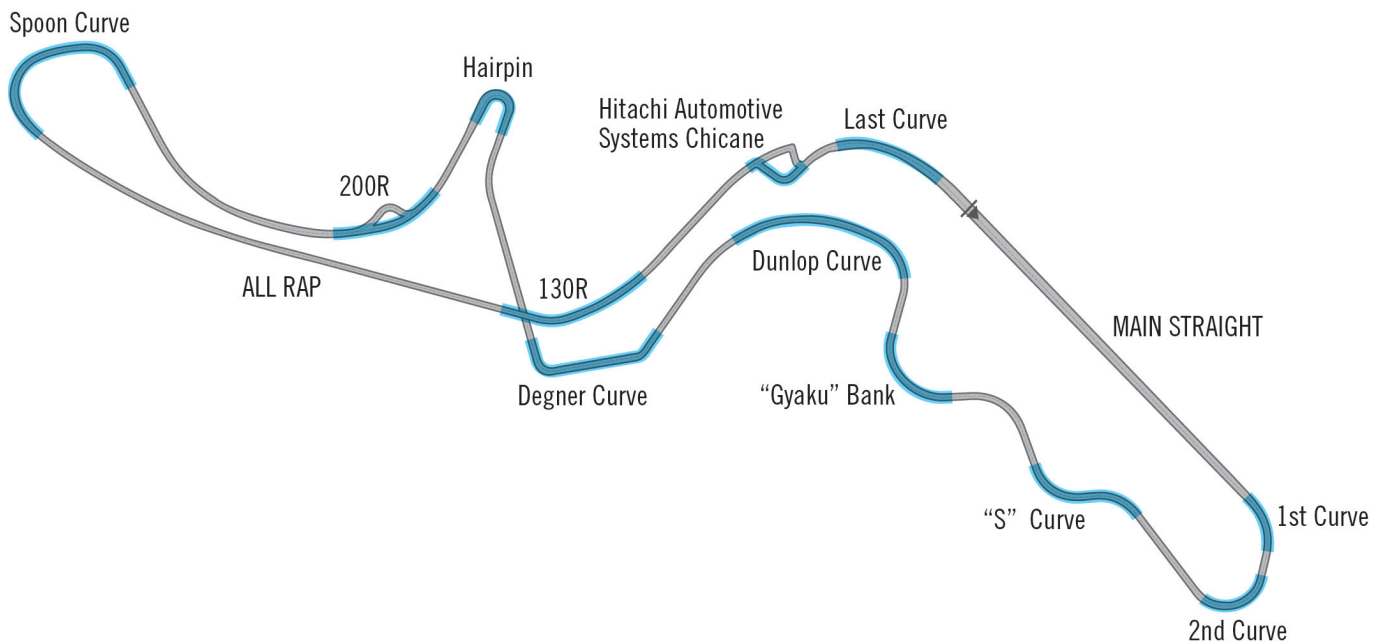 Spoon Curve
Hairpin
Hitachi Automotive
Systems Chicane
Last Curve
200R
Dunlop Curve
ALL RAP
130R
MAIN STRAIGHT
Degner Curve
“Gyaku” Bank
“S” Curve
1st Curve
2nd Curve